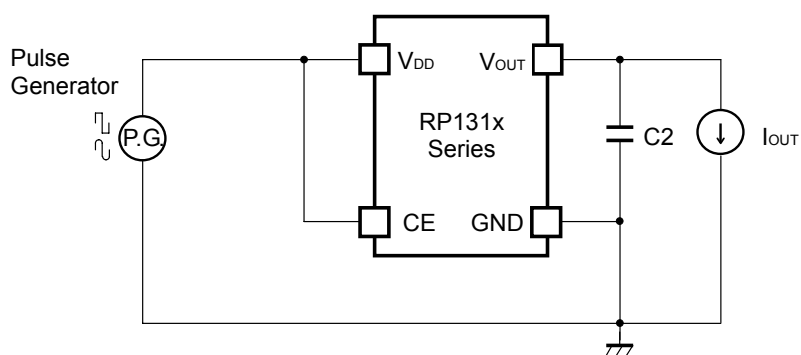 Pulse
Generator
P.G.
VDD
VOUT
RP131x
Series
CE
GND
C2
IOUT